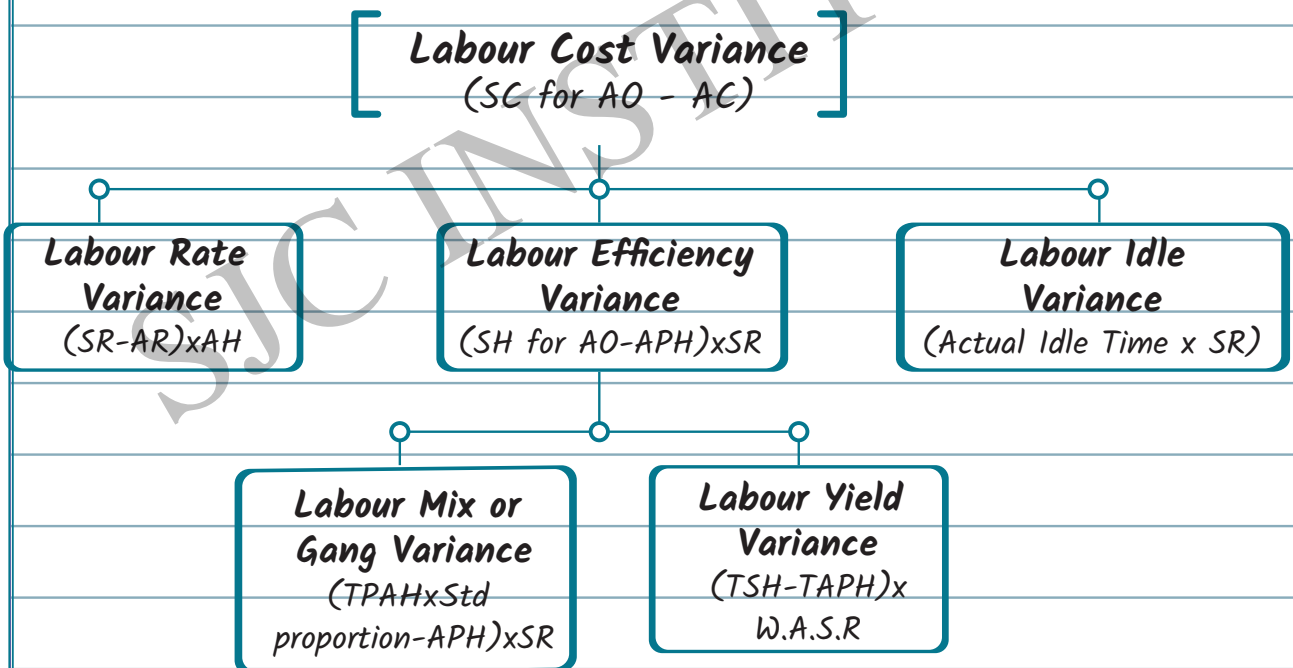 Labour Cost Variance
(SC for AO - AC)
Labour Rate
Variance
(SR-AR)xAH
Labour Efficiency
Variance
(SH for AO-APH)xSR
Labour Idle
Variance
(Actual Idle Time x SR)
Labour Mix or
Gang Variance
(TPAHxStd
proportion-APH)xSR
Labour Yield
Variance
(TSH-TAPH)x
W.A.S.R
SJC